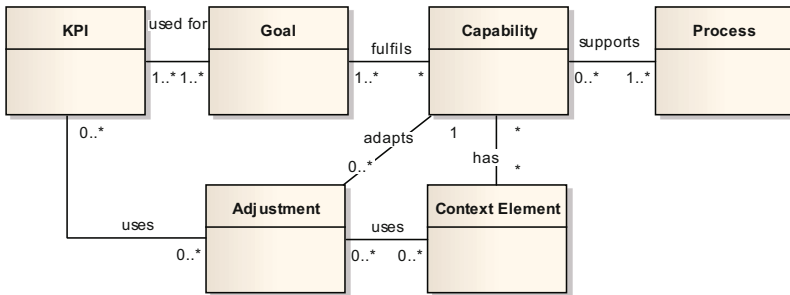 KPI
used for
Goal
Capability
Process
fulfils
supports
1..* 1..*
1..*
*
0..*
1..*
0..*
adapts
1
*
has
0..*
*
Adjustment
Context Element
uses
uses
0..*
0..*
0..*